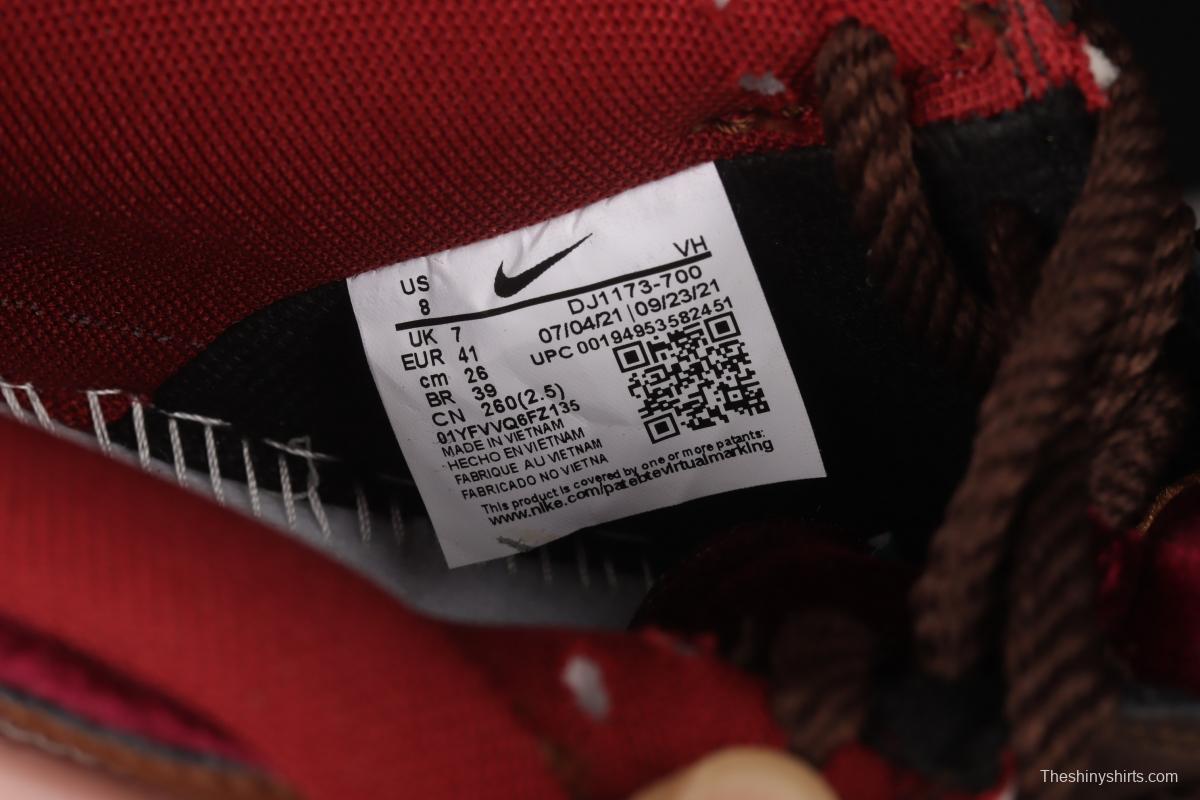 US
8
VH
DJ1173-700
07/04/21 | 09/23/21
UPC 00194953582451
UK 7
EUR 41
cm 26
BR 39
CN 260(2.5)
01YFVVQ6FZ135
MADE IN VIETNAM
HECHO EN VIETNAM
FABRIQUE AU VIETNAM
FABRICADO NO VIETNA
This product is covered by one or more patents:
www.nike.com/patebtevirtualmarking
Theshinyshirts.com